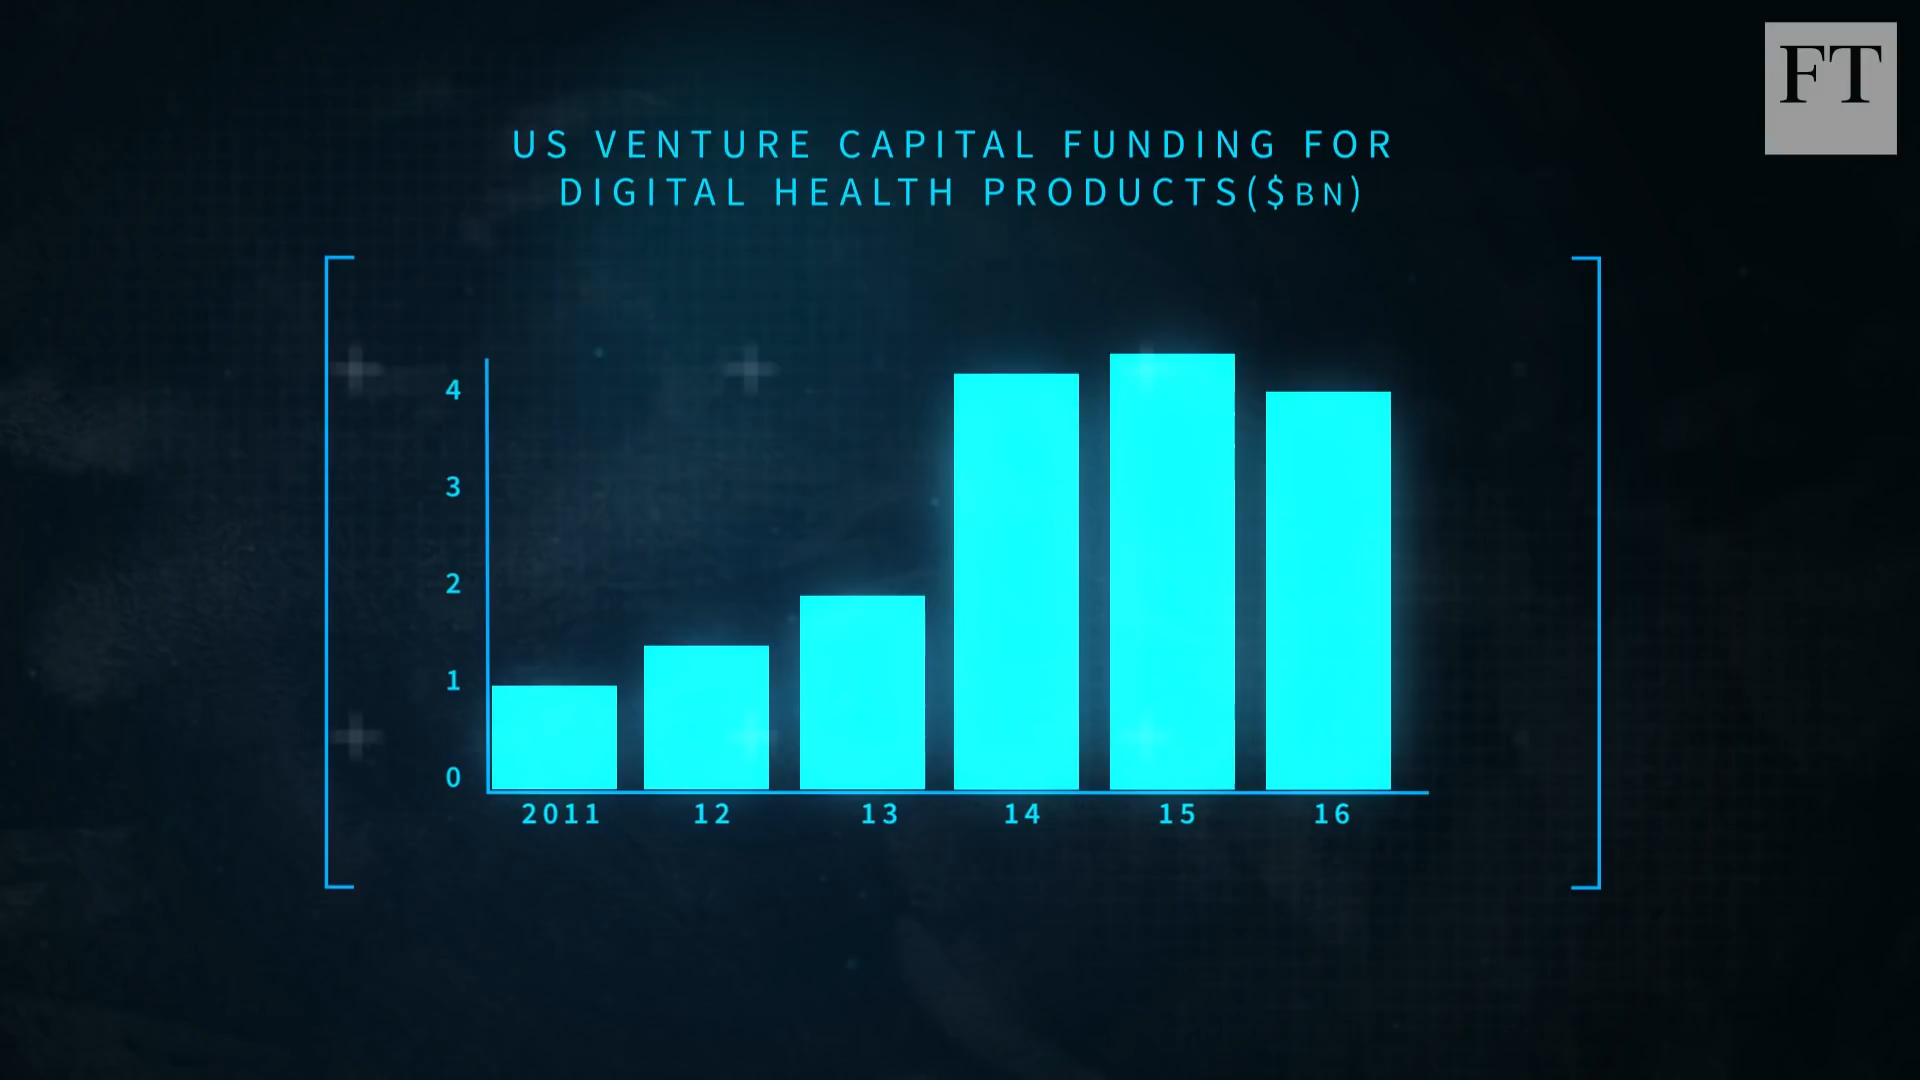 FT
US VENTURE CAPITAL FUNDING FOR
DIGITAL HEALTH PRODUCTS($BN)
4
3
2
1
0
2011 12 13 14 15 16